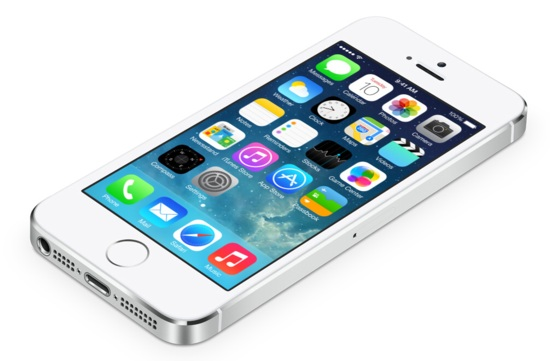 9:41 AM 100%
Tuesday
10
Messages Calendar Photos Camera
Weather Clock Maps Videos
Notes Reminders Stocks Game Center
Newsstand iTunes Store App Store Passbook
Compass Settings
Phone Mail Safari Music